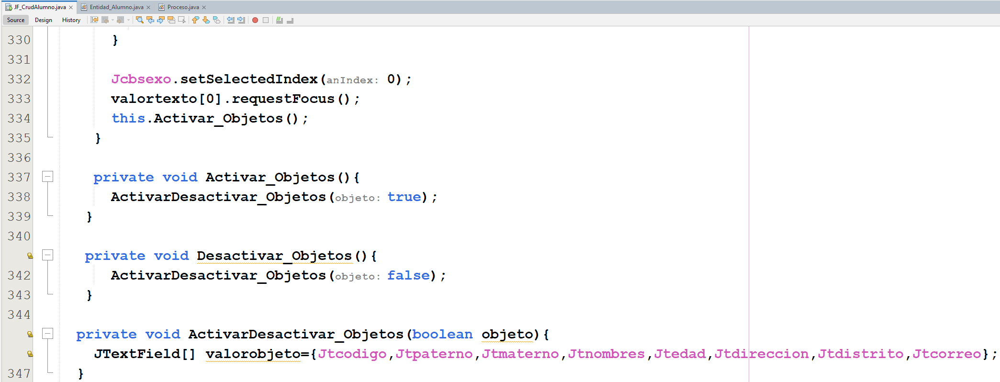 JF_CrudAlumno.java × Entidad_Alumno.java × Proceso.java ×
Source Design History
330 }
331
332 Jcbsexo.setSelectedIndex(anIndex: 0);
333 valortexto[0].requestFocus();
334 this.Activar_Objetos();
335 }
336
337 private void Activar_Objetos(){
338 ActivarDesactivar_Objetos(objeto: true);
339 }
340
private void Desactivar_Objetos(){
342 ActivarDesactivar_Objetos(objeto: false);
343 }
344
private void ActivarDesactivar_Objetos(boolean objeto){
JTextField[] valorobjeto={Jtcodigo,Jtpaterno,Jtmaterno,Jtnombres,Jtedad,Jtdireccion,Jtdistrito,Jtcorreo};
347 }